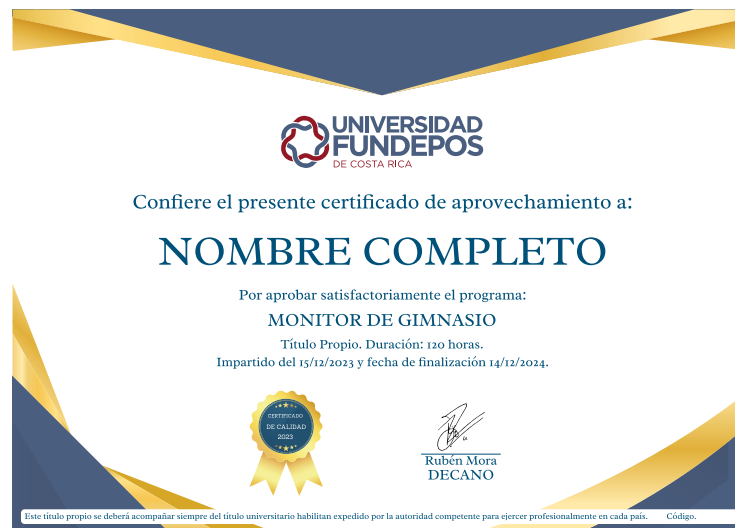 UNIVERSIDAD
FUNDEPOS
DE COSTA RICA
Confiere el presente certificado de aprovechamiento a:
NOMBRE COMPLETO
Por aprobar satisfactoriamente el programa:
MONITOR DE GIMNASIO
Título Propio. Duración: 120 horas.
Impartido del 15/12/2023 y fecha de finalización 14/12/2024.
CERTIFICADO
DE CALIDAD
2023
Rubén Mora
DECANO
Este título propio se deberá acompañar siempre del título universitario habilitan expedido por la autoridad competente para ejercer profesionalmente en cada país. Código.